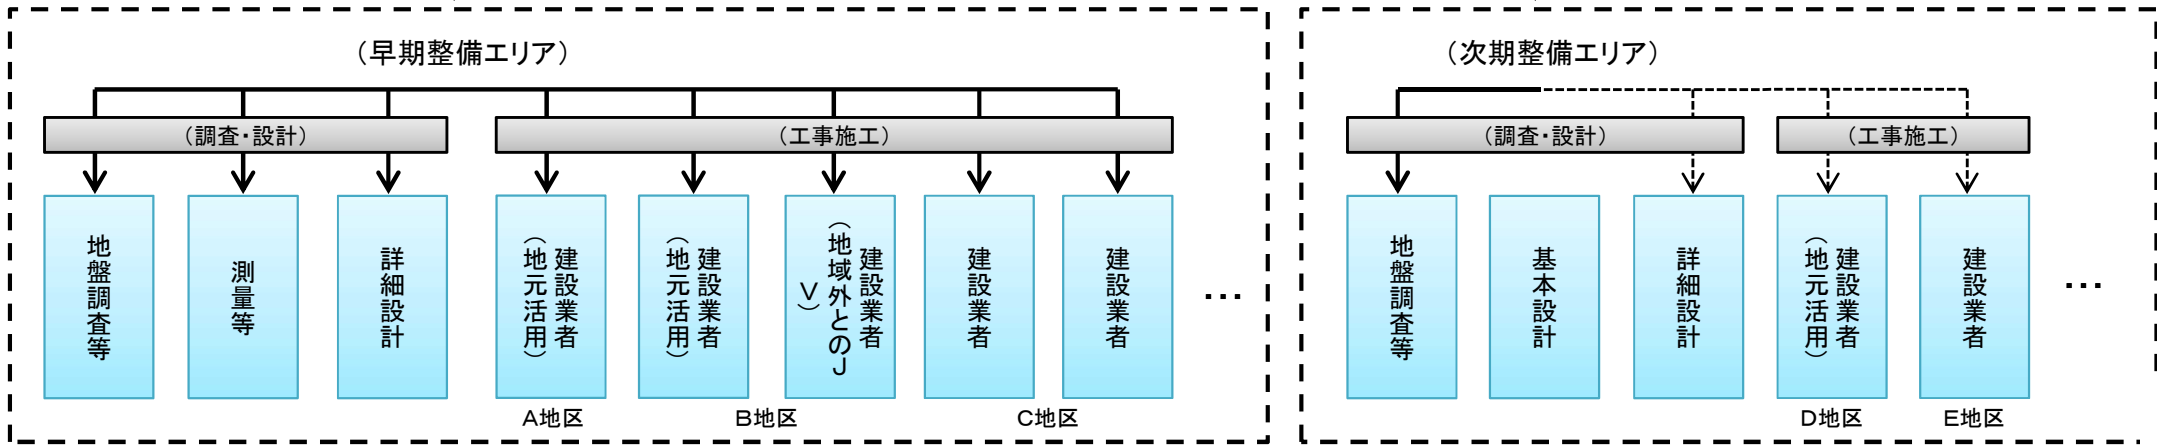 （早期整備エリア）
（調査・設計）
（工事施工）
地盤調査等
測量等
詳細設計
建設業者
（地元活用）
建設業者
（地元活用）
建設業者
（地域外とのＪ
Ｖ）
建設業者
建設業者
…
A地区
B地区
C地区
（次期整備エリア）
（調査・設計）
（工事施工）
地盤調査等
基本設計
詳細設計
建設業者
（地元活用）
建設業者
…
D地区
E地区